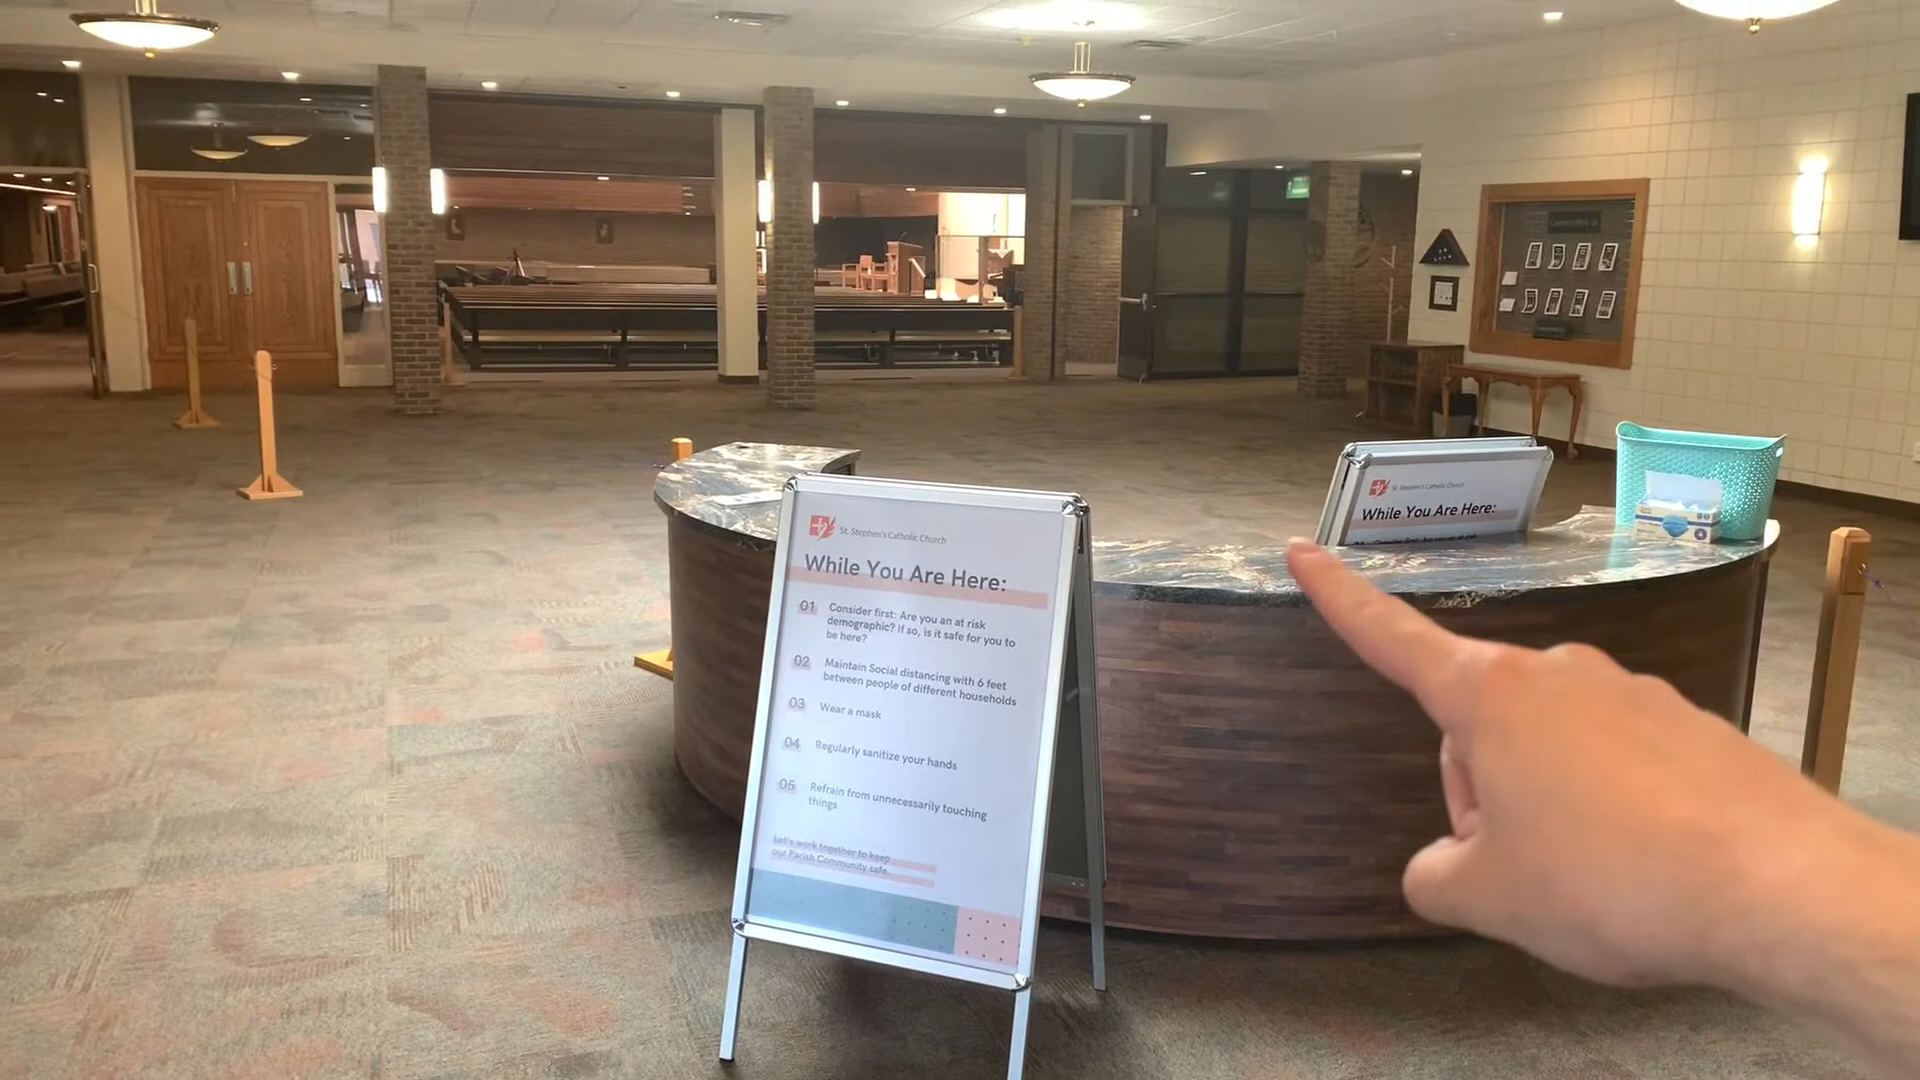 St. Stephen's Catholic Church
While You Are Here:
01 Consider first: Are you an at risk
demographic? If so, is it safe for you to
be here?
02 Maintain Social distancing with 6 feet
between people of different households
03 Wear a mask
04 Regularly sanitize your hands
05 Refrain from unnecessarily touching
things
Let's work together to keep
our Parish Community safe.
St. Stephen's Catholic Church
While You Are Here: